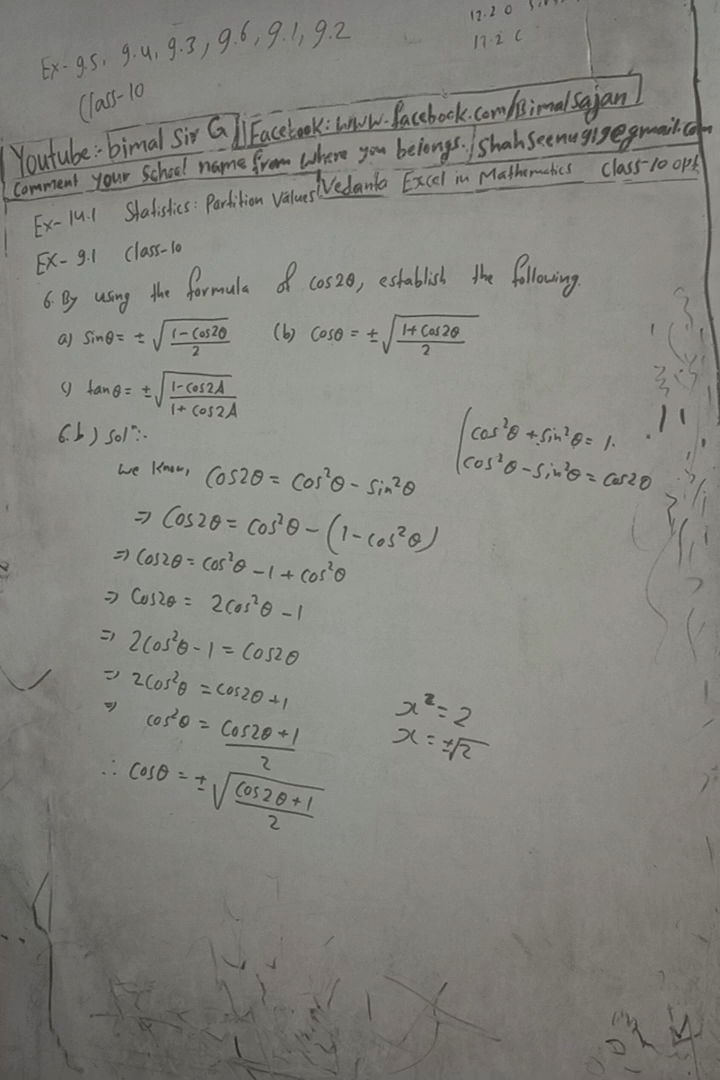 Ex- 9.5, 9.4, 9.3, 9.6, 9.1, 9.2
Class-10
17.2 C
Youtube:- bimal Sir G || Facebook: www.facebook.com/Bimalsajan
Comment your School name from where you belongs. / Shahseenu919@gmail.com
Ex-14.1 Statistics: Partition Values Vedanta Excel in Mathematics Class-10 opt
Ex- 9.1 Class-10
6. By using the formula of cos2θ, establish the following.
a) Sinθ = ± √((1-Cos2θ)/2) (b) Cosθ = ± √((1+Cos2θ)/2)
c) tanθ = ± √((1-cos2A)/(1+cos2A))
6.b) Solⁿ:-
cos²θ + sin²θ = 1.
cos²θ - sin²θ = cos2θ
We know, Cos2θ = cos²θ - sin²θ
⇒ Cos2θ = cos²θ - (1-cos²θ)
⇒ Cos2θ = cos²θ - 1 + cos²θ
⇒ Cos2θ = 2cos²θ - 1
⇒ 2cos²θ - 1 = cos2θ
⇒ 2cos²θ = cos2θ + 1
⇒ cos²θ = (cos2θ+1)/2
x² = 2
x = ±√2
∴ cosθ = ± √((cos2θ+1)/2)